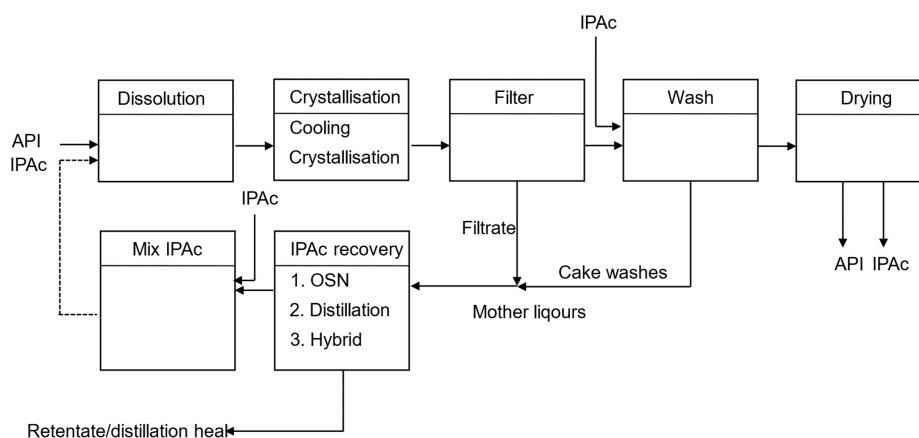 IPAc
Dissolution
Crystallisation
Filter
Wash
Drying
API
IPAc
Cooling
Crystallisation
IPAc
Filtrate
Mix IPAc
IPAc recovery
API IPAc
Cake washes
1. OSN
2. Distillation
3. Hybrid
Mother liqours
Retentate/distillation heal